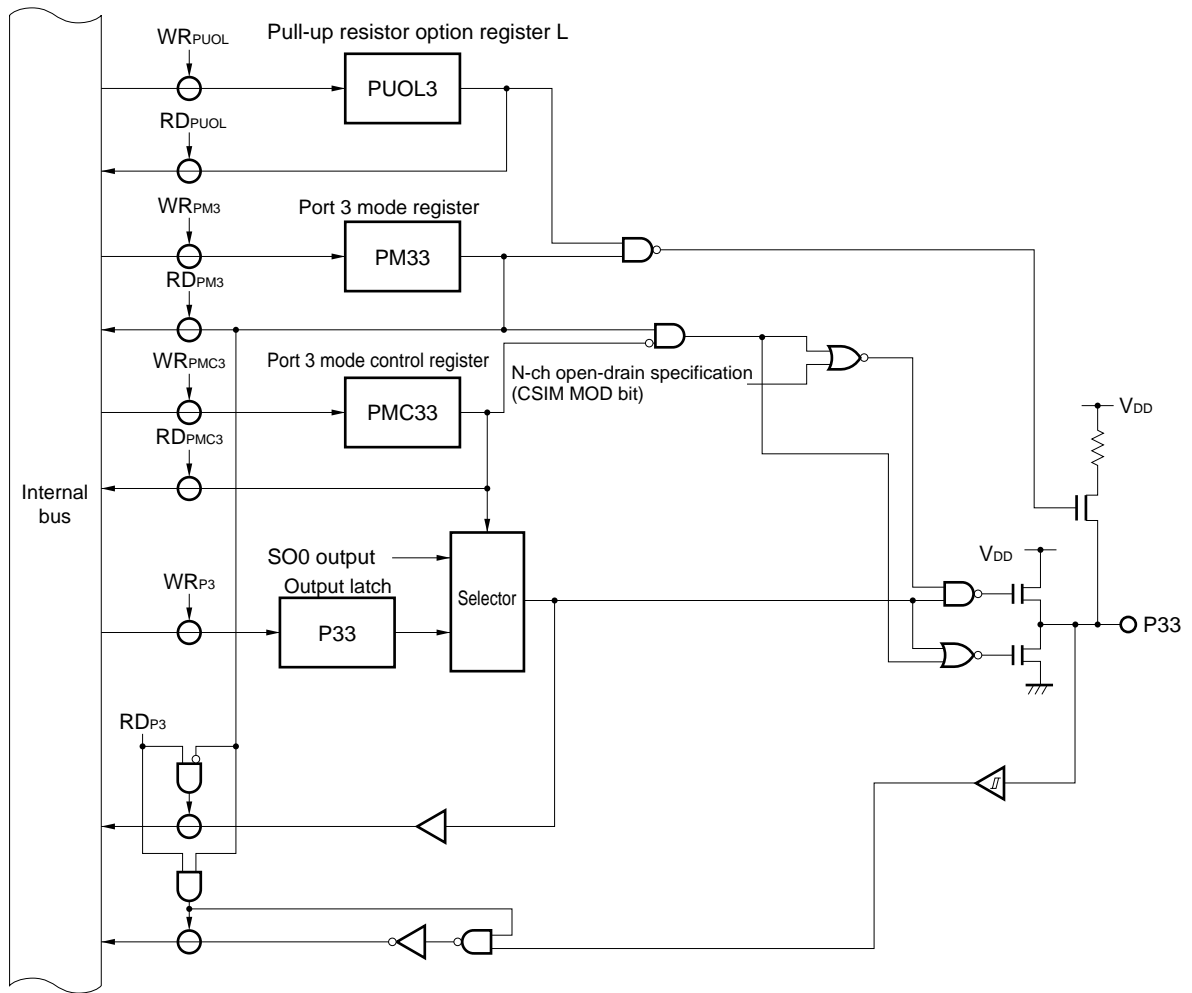 WRPUOL
Pull-up resistor option register L
PUOL3
RDPUOL
WRPM3
Port 3 mode register
PM33
RDPM3
WRPMC3
Port 3 mode control register
N-ch open-drain specification
(CSIM MOD bit)
PMC33
VDD
RDPMC3
Internal
bus
SO0 output
VDD
WRP3
Output latch
Selector
P33
P33
RDP3